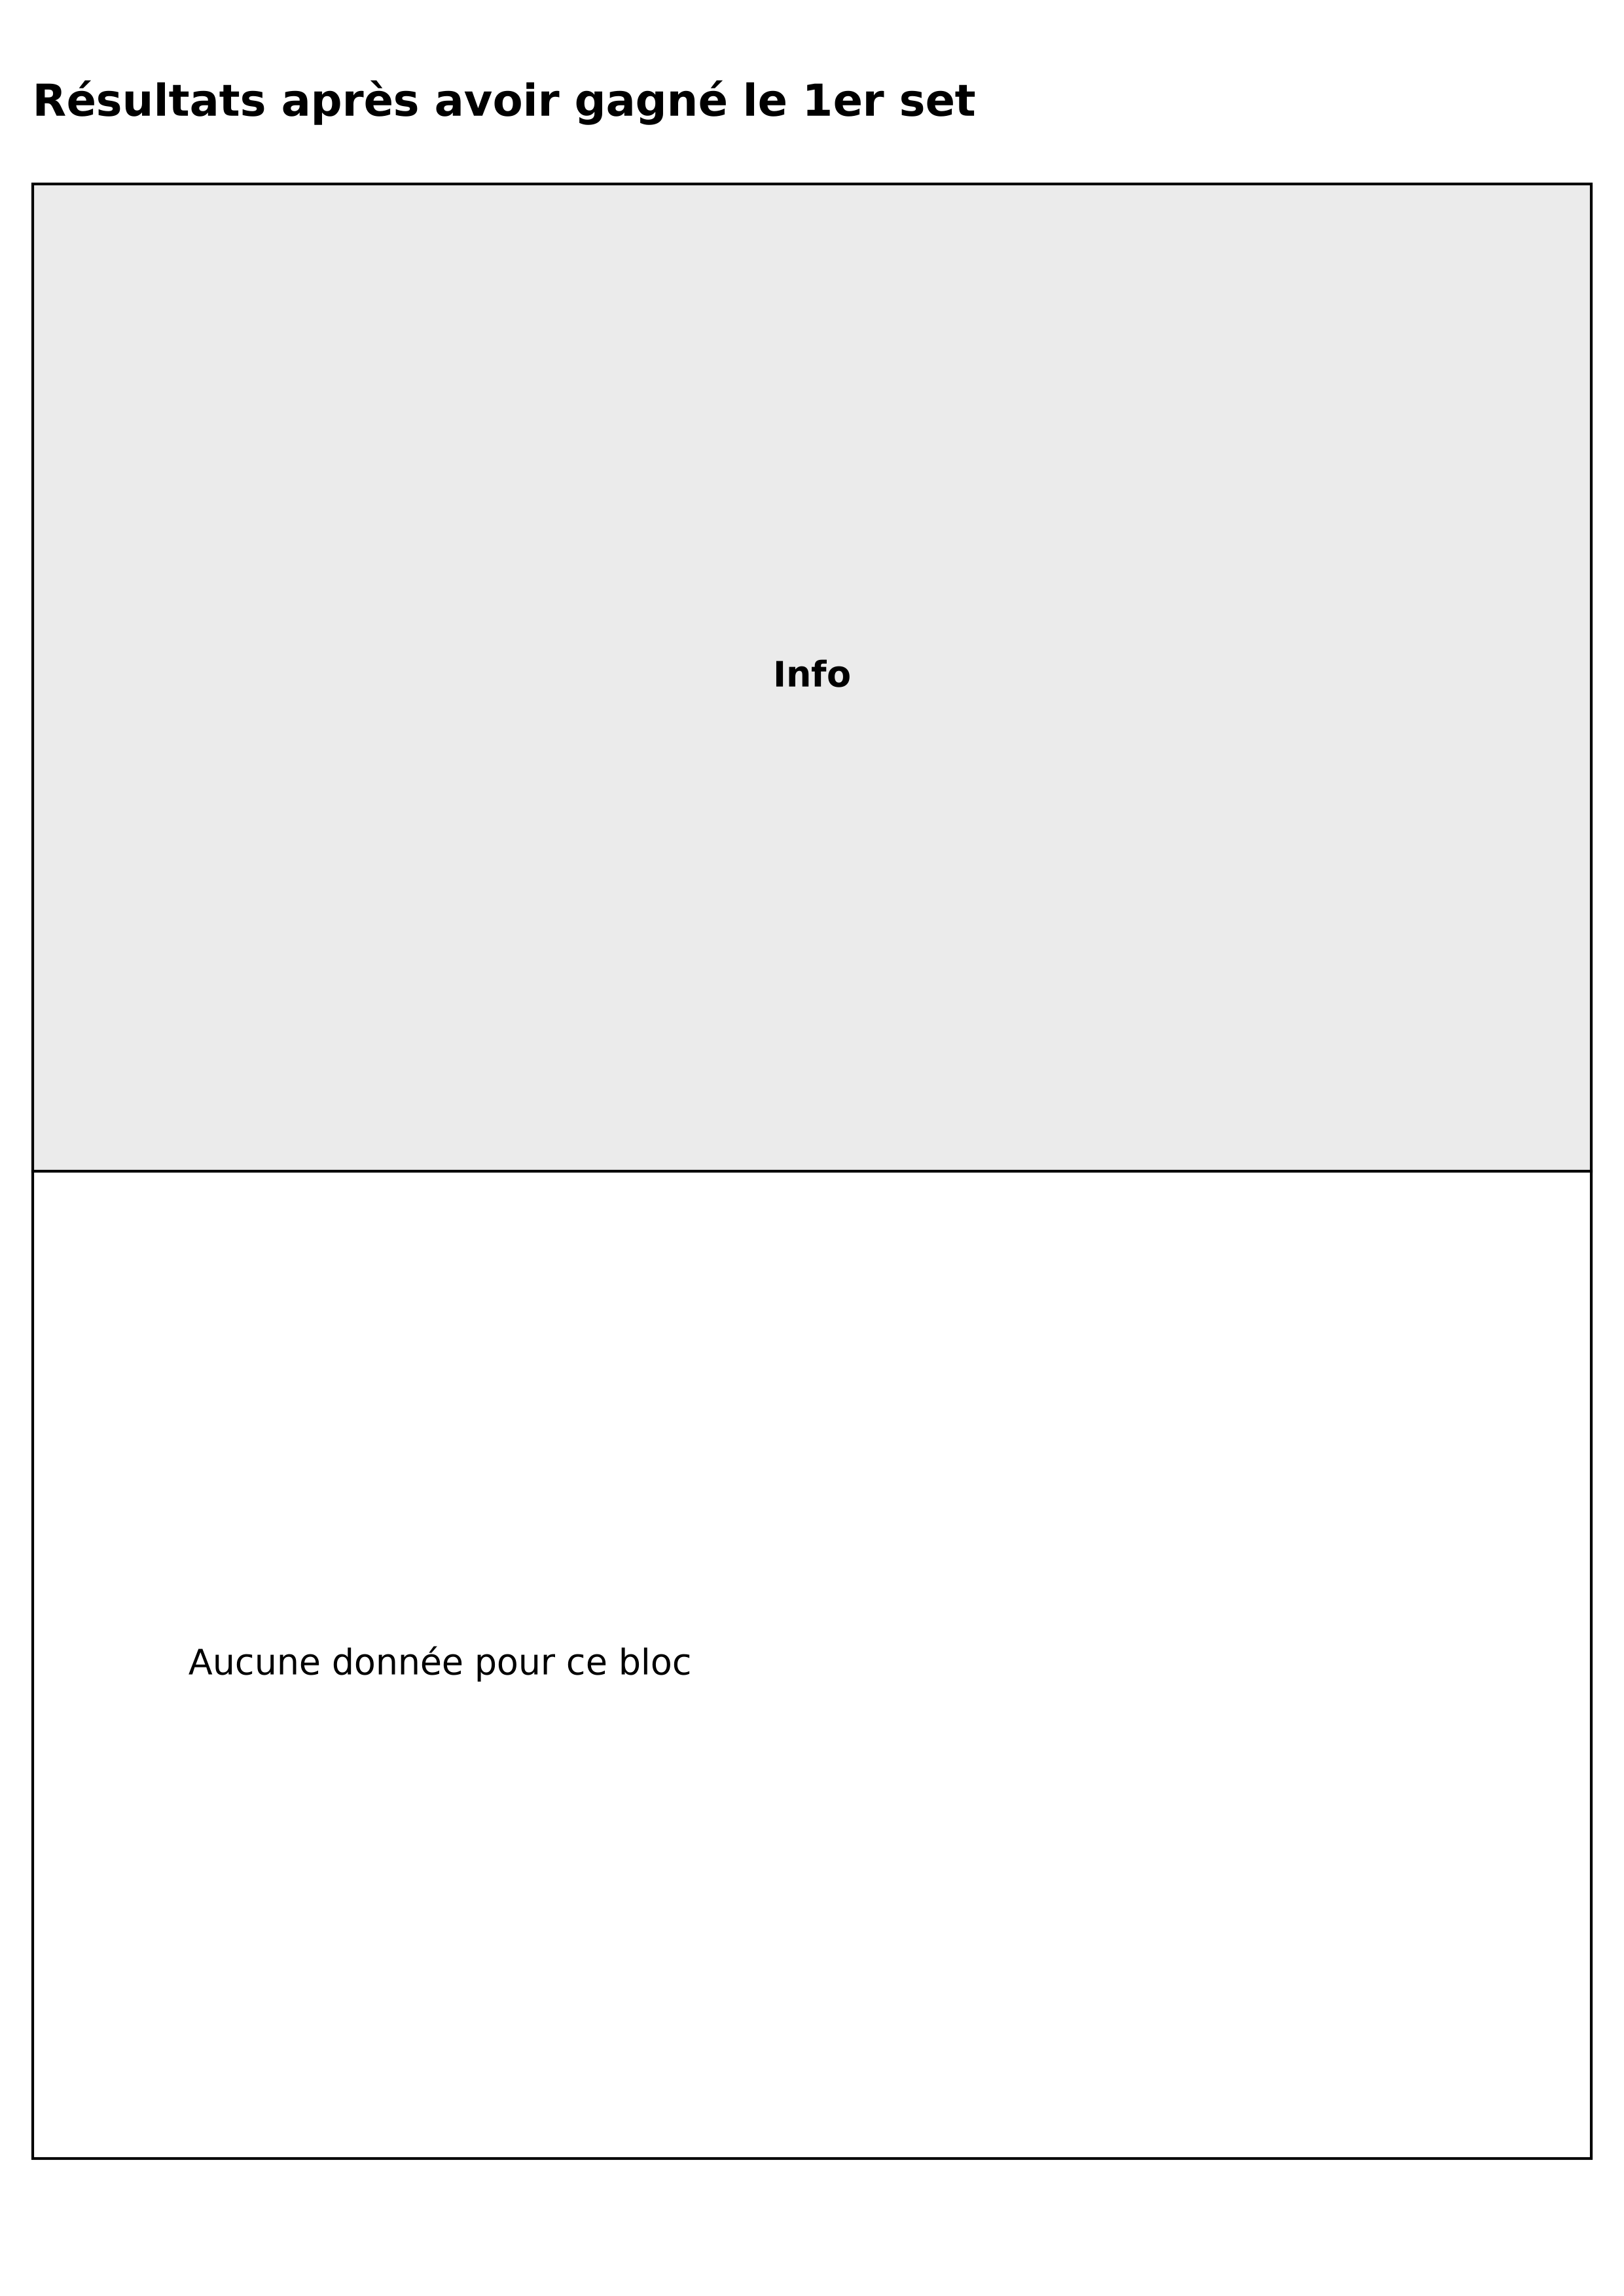 Résultats après avoir gagné le 1er set
Info
Aucune donnée pour ce bloc